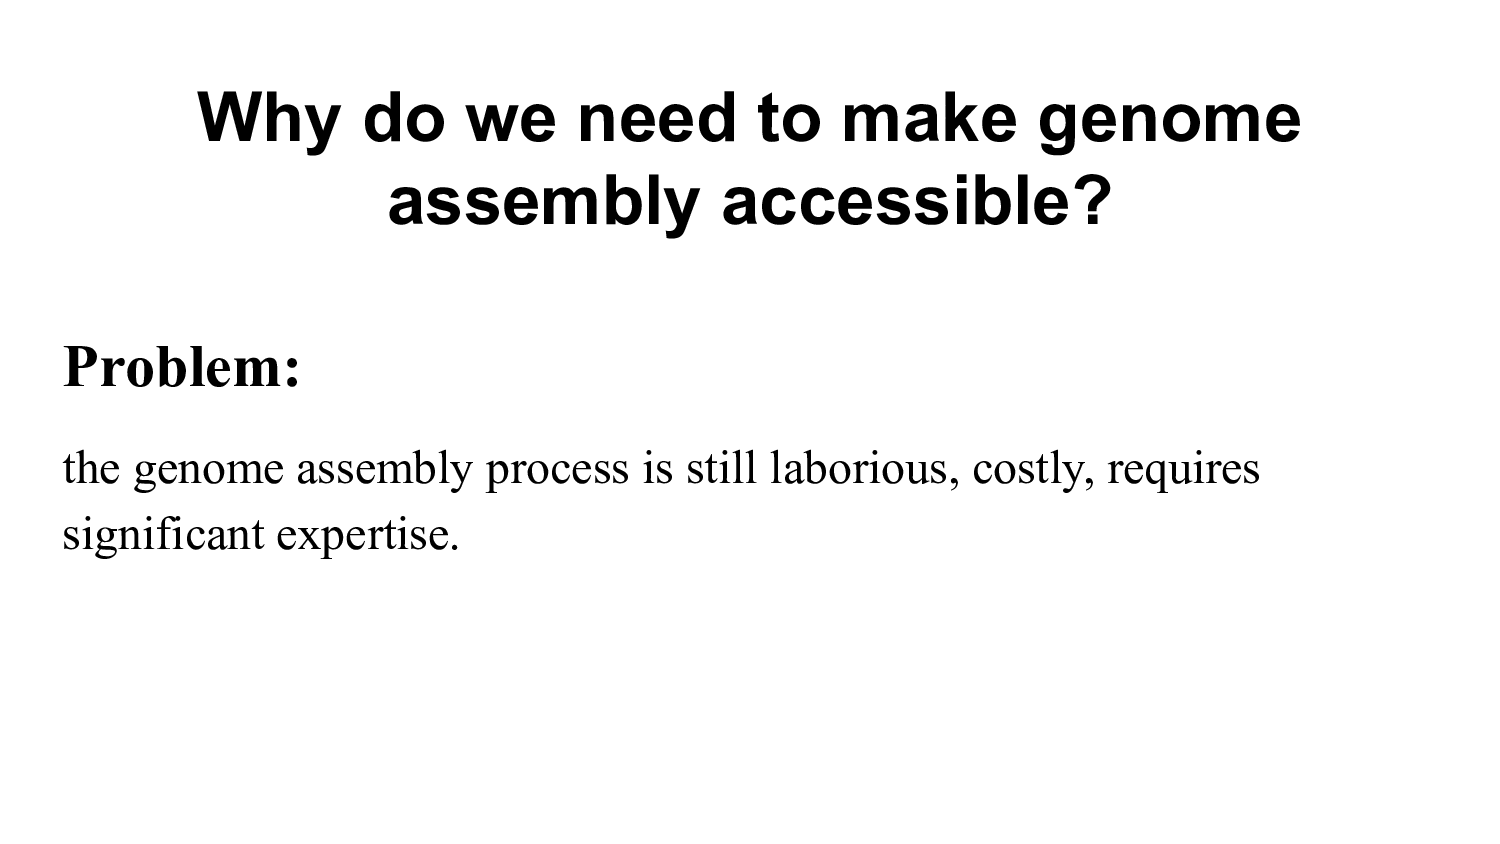 Why do we need to make genome
assembly accessible?
Problem:
the genome assembly process is still laborious, costly, requires
significant expertise.